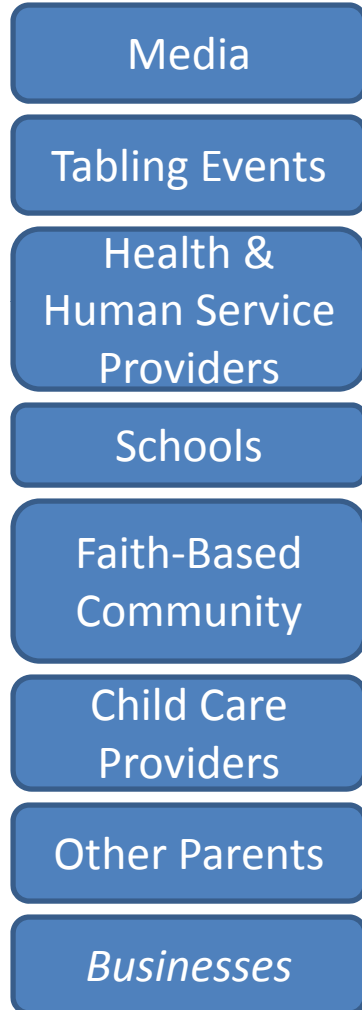 Media
Tabling Events
Health &
Human Service
Providers
Schools
Faith-Based
Community
Child Care
Providers
Other Parents
Businesses